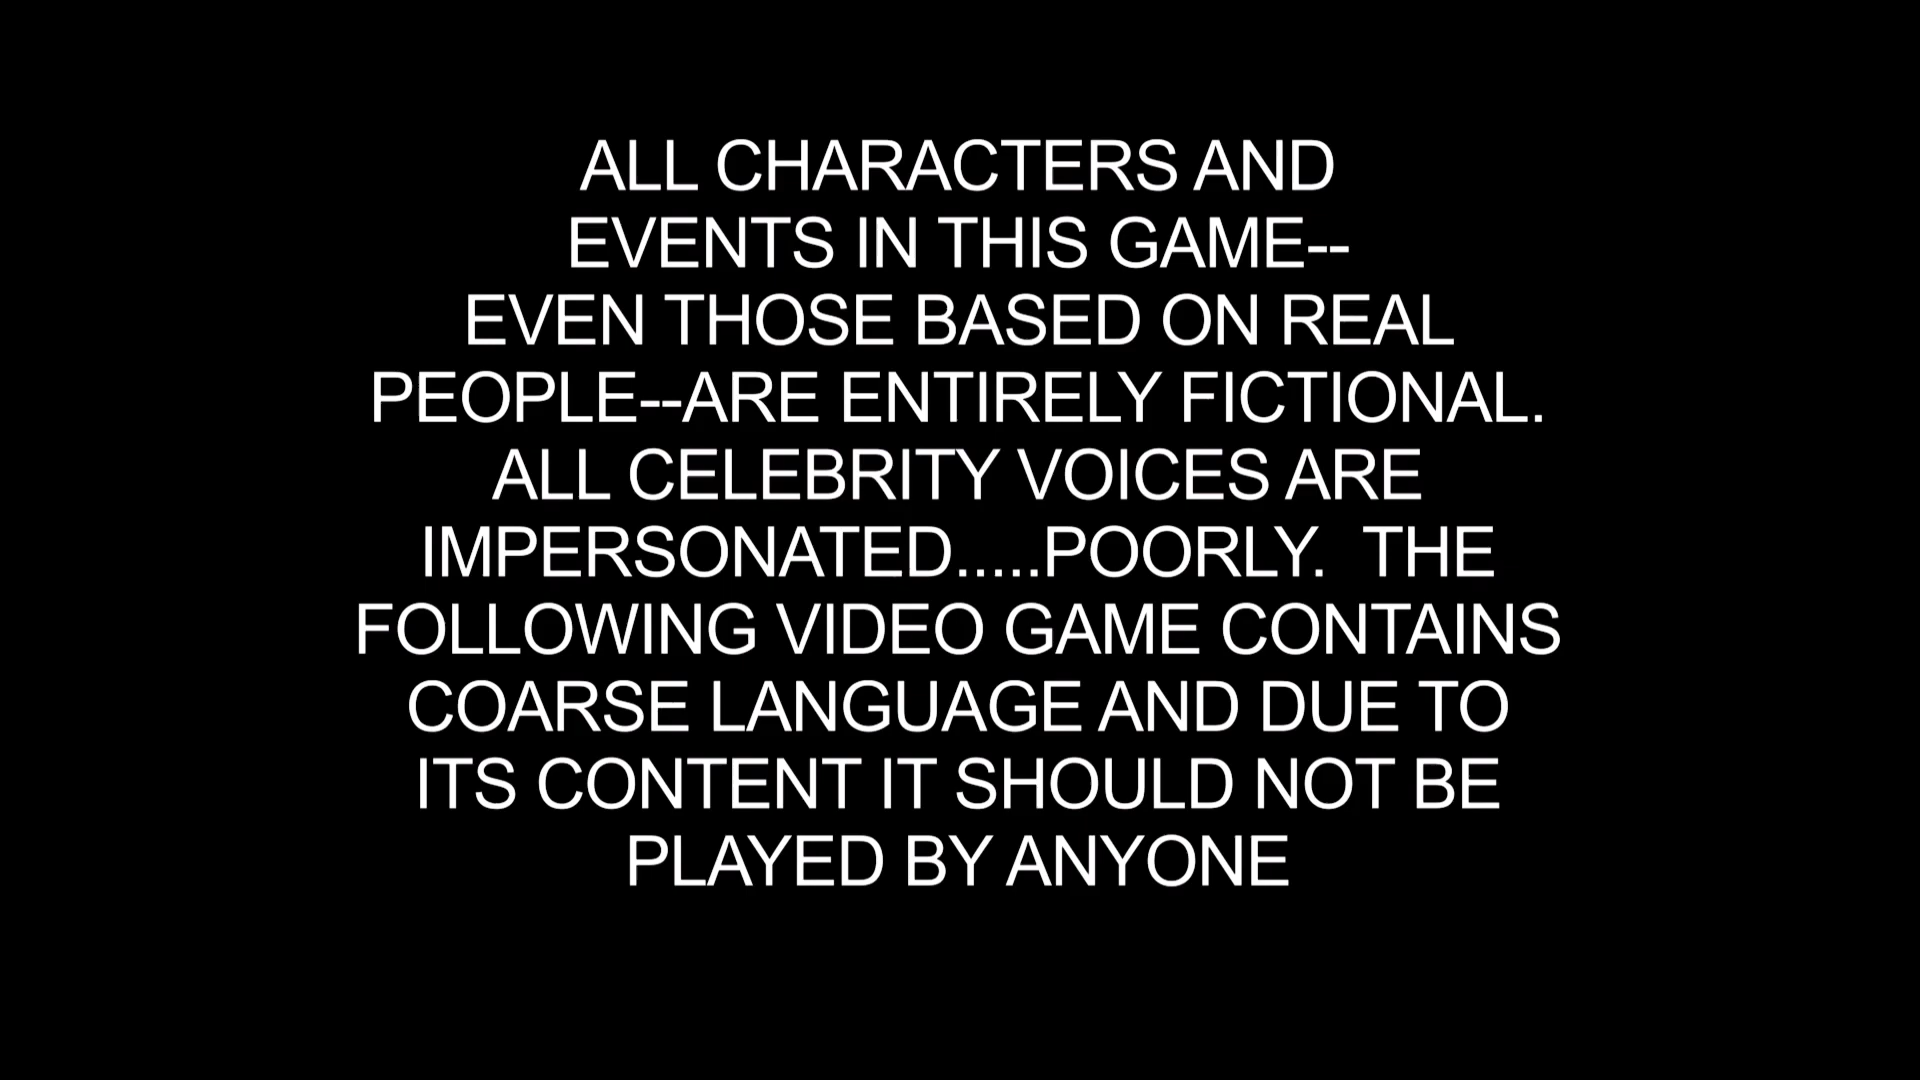 ALL CHARACTERS AND
EVENTS IN THIS GAME--
EVEN THOSE BASED ON REAL
PEOPLE--ARE ENTIRELY FICTIONAL.
ALL CELEBRITY VOICES ARE
IMPERSONATED.....POORLY.  THE
FOLLOWING VIDEO GAME CONTAINS
COARSE LANGUAGE AND DUE TO
ITS CONTENT IT SHOULD NOT BE
PLAYED BY ANYONE